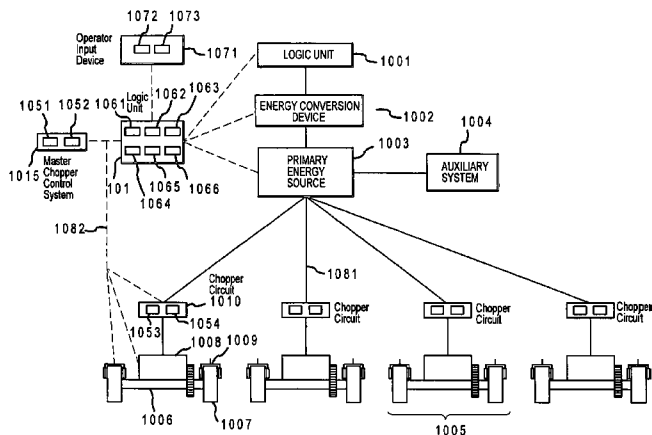 1072 1073
Operator
Input
Device
1071
LOGIC UNIT
1001
1051 1052 1061 1062 1063
Logic
Unit
ENERGY CONVERSION
DEVICE
1002
1003
1004
PRIMARY
ENERGY
SOURCE
AUXILIARY
SYSTEM
1015
Master
Chopper
Control
System
101
1064
1065
1066
1082
1081
Chopper
Circuit
1010
1053
1054
Chopper
Circuit
Chopper
Circuit
Chopper
Circuit
1008
1009
1006
1007
1005